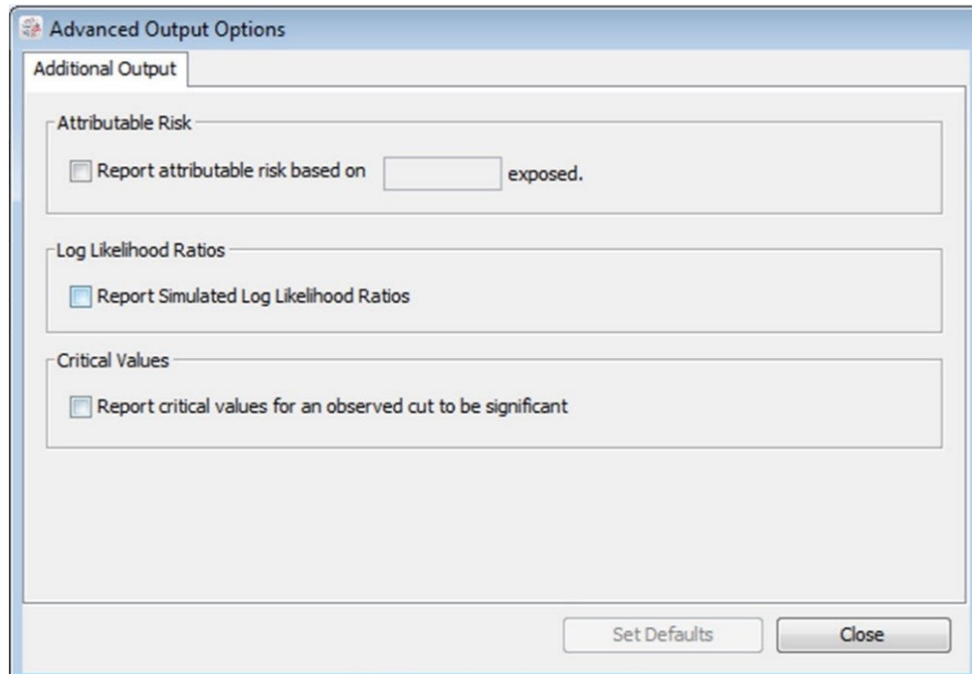 Advanced Output Options
Additional Output
Attributable Risk
Report attributable risk based on exposed.
Log Likelihood Ratios
Report Simulated Log Likelihood Ratios
Critical Values
Report critical values for an observed cut to be significant
Set Defaults Close